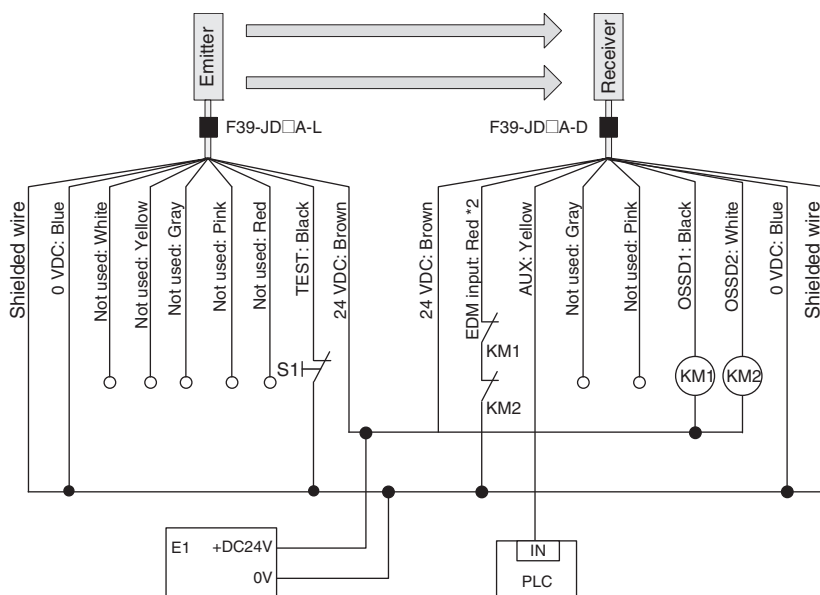 Emitter
Receiver
F39-JD□A-L
F39-JD□A-D
Shielded wire
0 VDC: Blue
Not used: White
Not used: Yellow
Not used: Gray
Not used: Pink
Not used: Red
TEST: Black
24 VDC: Brown
24 VDC: Brown
EDM input: Red *2
AUX: Yellow
Not used: Gray
Not used: Pink
OSSD1: Black
OSSD2: White
0 VDC: Blue
Shielded wire
S1
KM1
KM2
KM1
KM2
E1
+DC24V
0V
IN
PLC